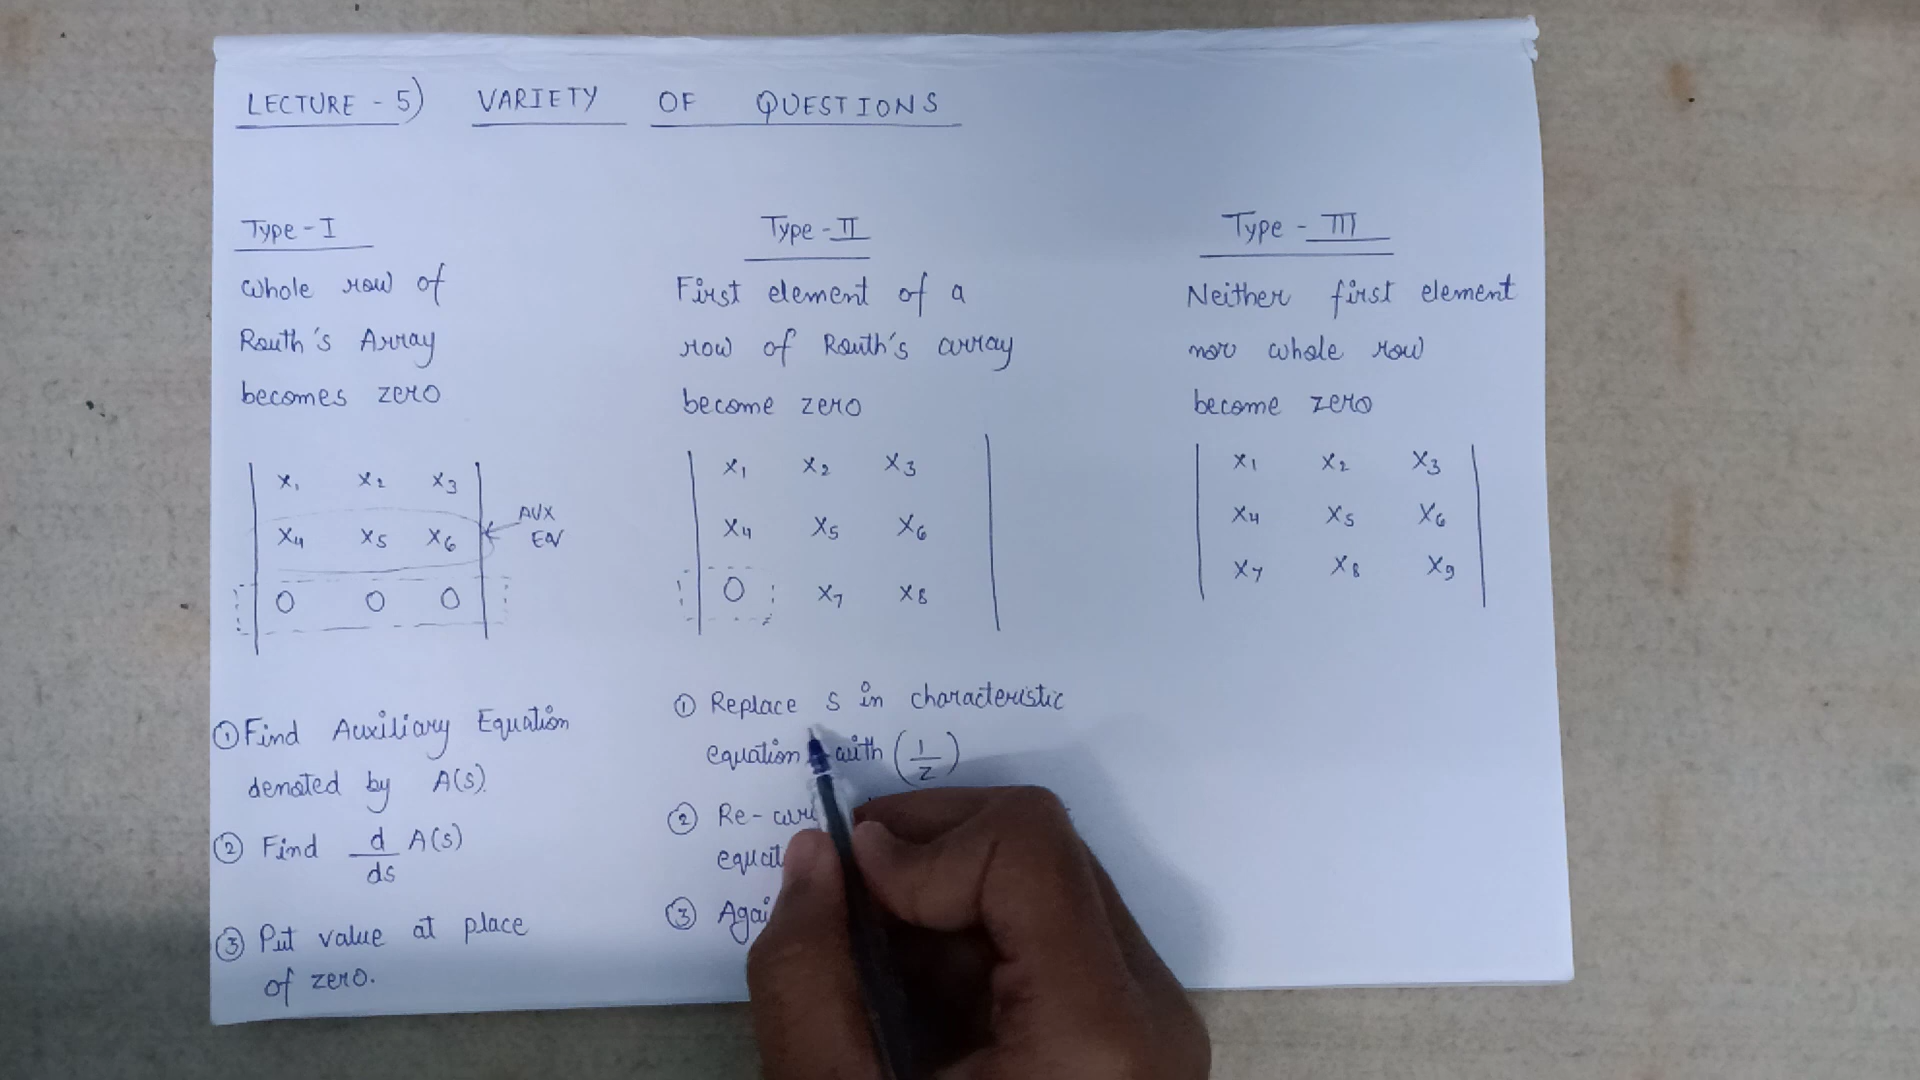 LECTURE - 5) VARIETY OF QUESTIONS
Type - I
Whole row of
Routh's Array
becomes zero
X1 X2 X3
X4 X5 X6
0 0 0
AUX
EQ
① Find Auxiliary Equation
denoted by A(s).
② Find d/ds A(s)
③ Put value at place
of zero.
Type - II
First element of a
row of Routh's array
become zero
X1 X2 X3
X4 X5 X6
0 X7 X8
① Replace S in characteristic
equation with (1/Z)
②
③
Type - III
Neither first element
nor whole row
become zero
X1 X2 X3
X4 X5 X6
X7 X8 X9